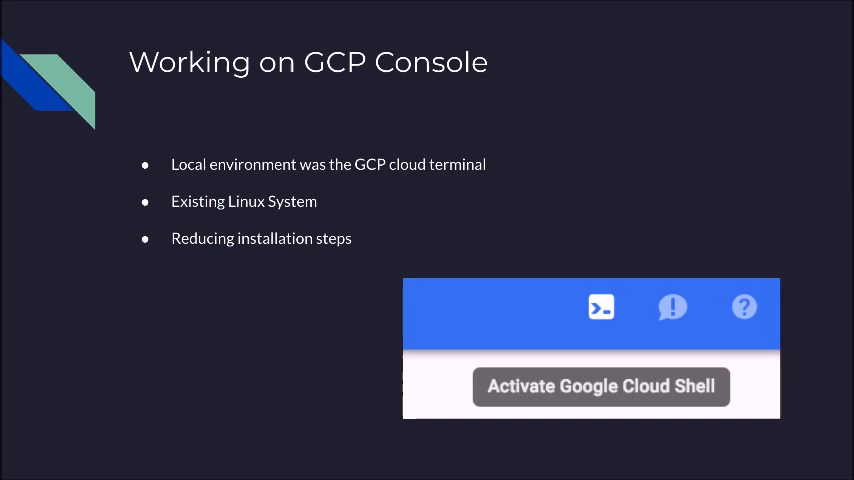 Working on GCP Console
● Local environment was the GCP cloud terminal
● Existing Linux System
● Reducing installation steps
Activate Google Cloud Shell